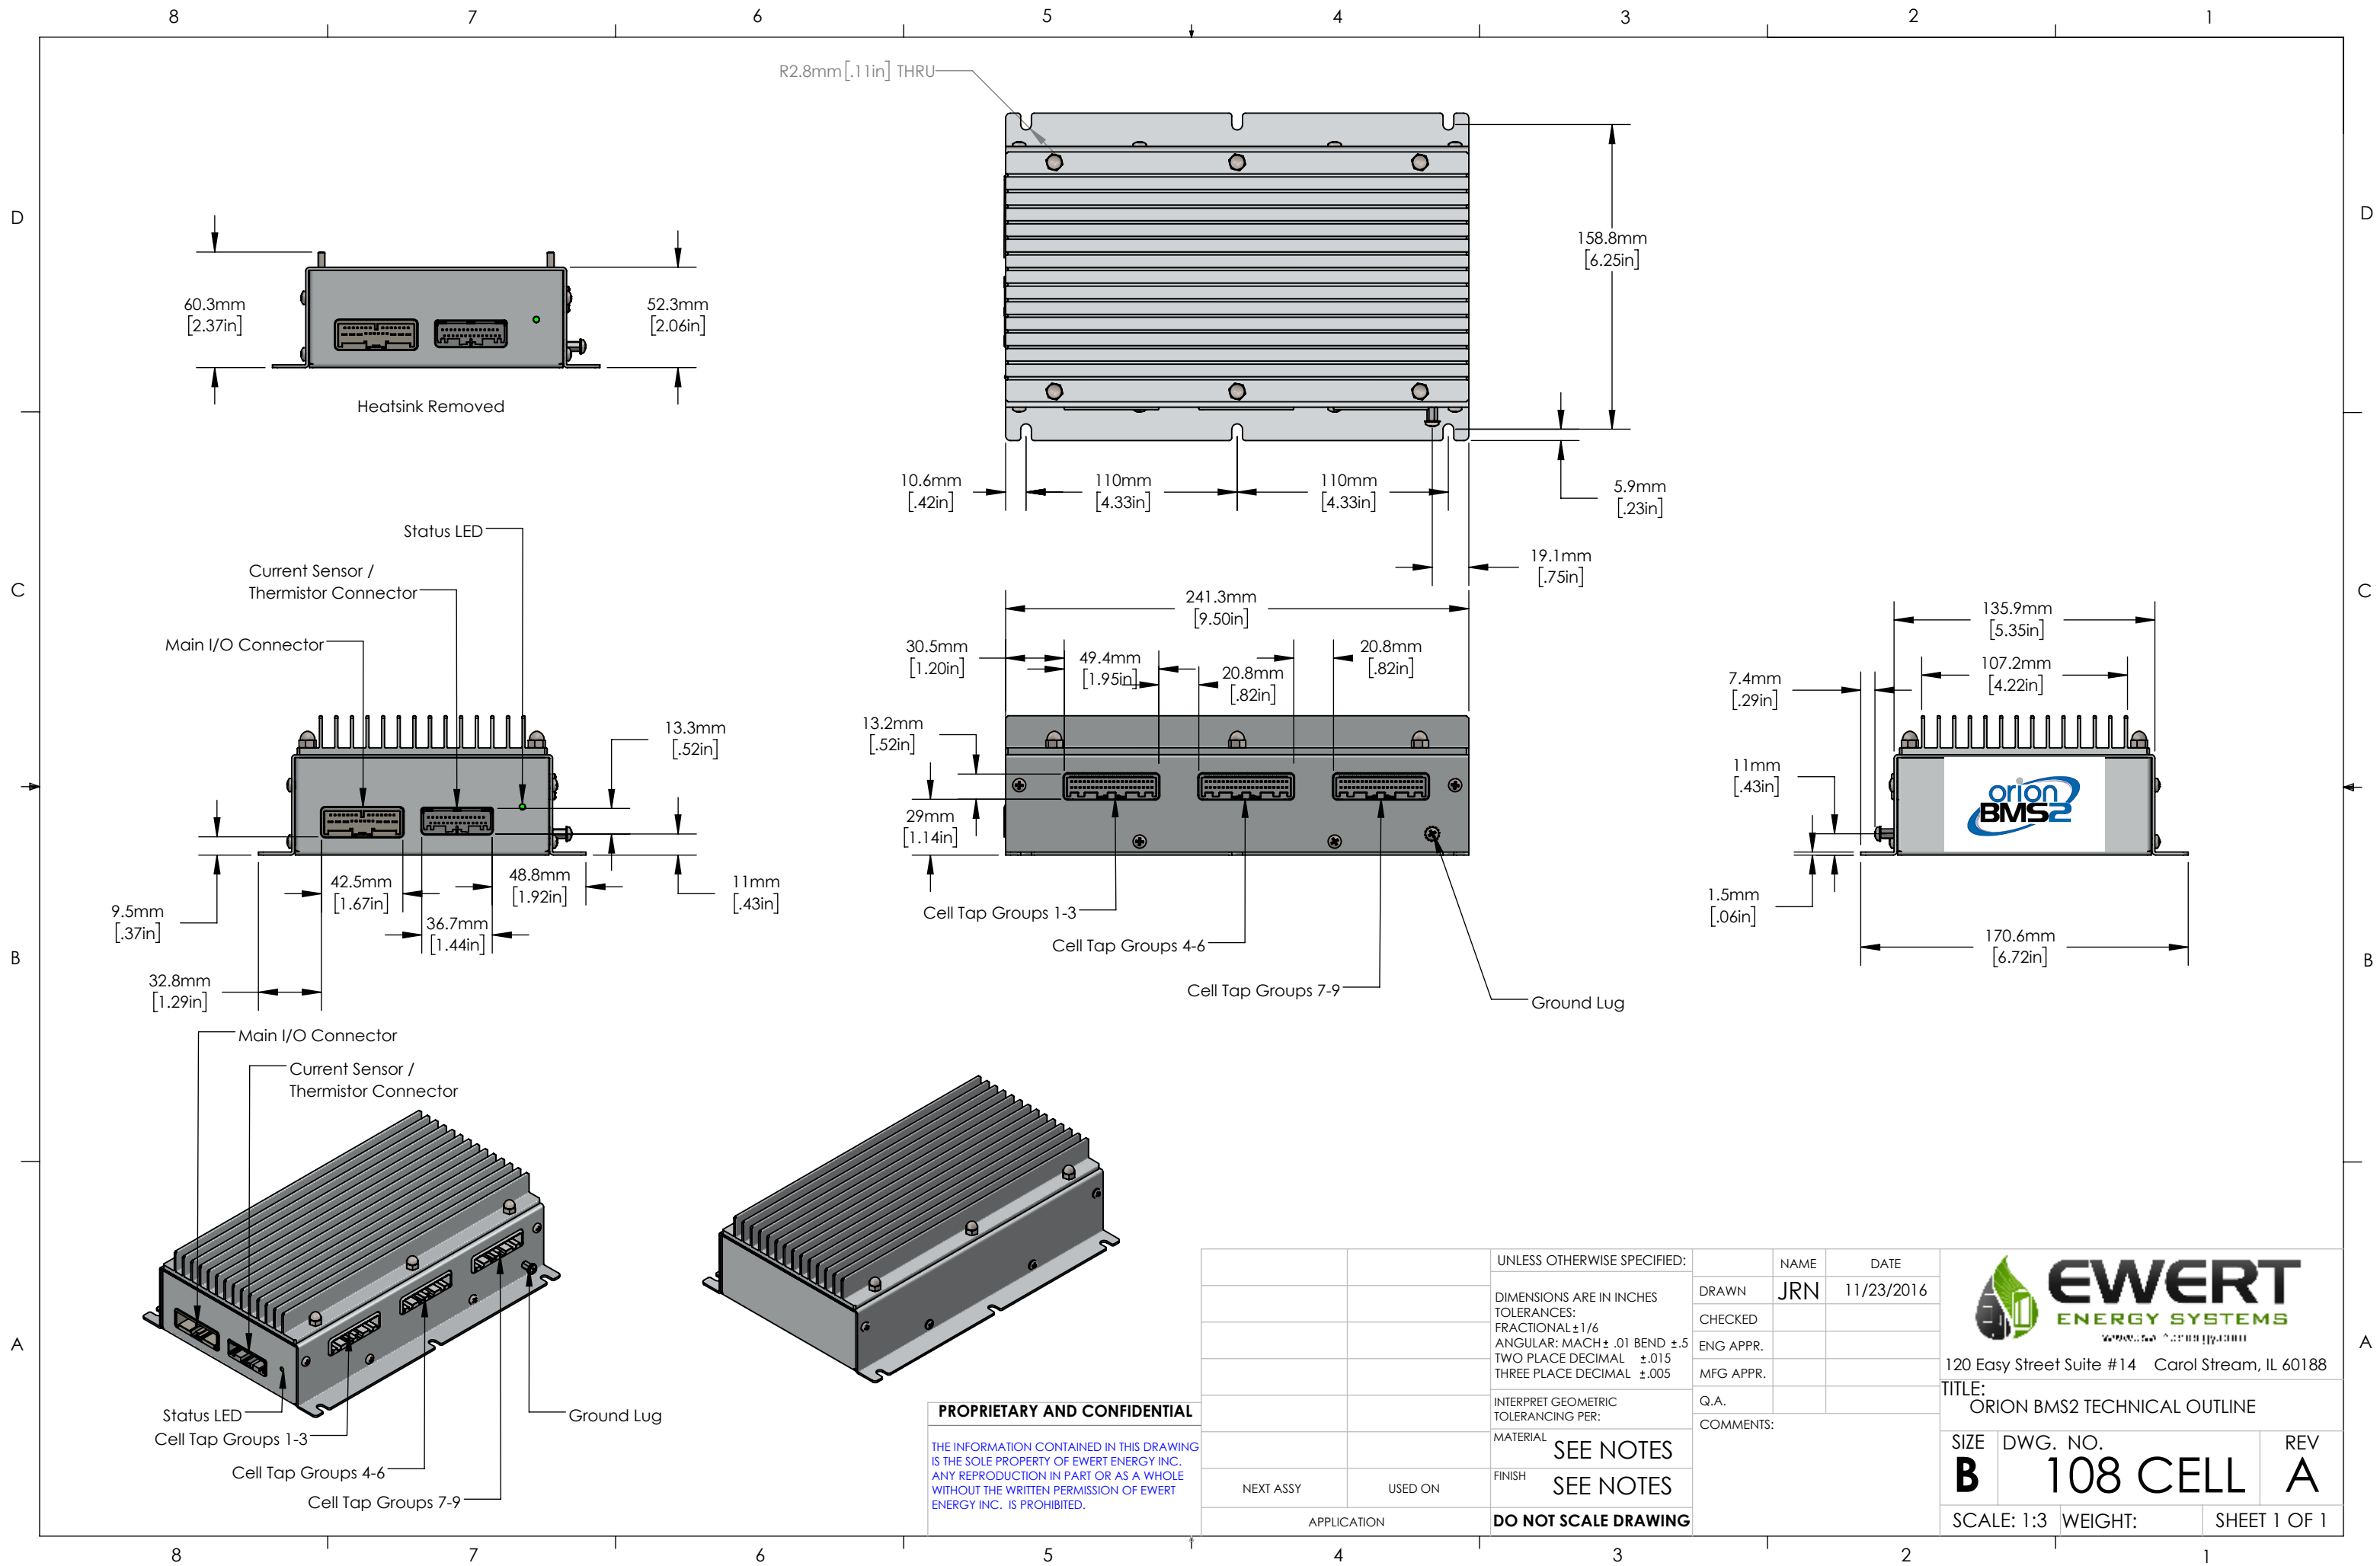 8 7 6 5 4 3 2 1
D
D
C
C
B
B
A
A
R2.8mm[.11in] THRU
158.8mm
[6.25in]
60.3mm
[2.37in]
52.3mm
[2.06in]
Heatsink Removed
10.6mm
[.42in]
110mm
[4.33in]
110mm
[4.33in]
5.9mm
[.23in]
19.1mm
[.75in]
Status LED
Current Sensor /
Thermistor Connector
Main I/O Connector
13.3mm
[.52in]
42.5mm
[1.67in]
48.8mm
[1.92in]
11mm
[.43in]
9.5mm
[.37in]
36.7mm
[1.44in]
32.8mm
[1.29in]
241.3mm
[9.50in]
30.5mm
[1.20in]
49.4mm
[1.95in]
20.8mm
[.82in]
20.8mm
[.82in]
13.2mm
[.52in]
29mm
[1.14in]
Cell Tap Groups 1-3
Cell Tap Groups 4-6
Cell Tap Groups 7-9
Ground Lug
135.9mm
[5.35in]
107.2mm
[4.22in]
7.4mm
[.29in]
11mm
[.43in]
orion
BMS2
1.5mm
[.06in]
170.6mm
[6.72in]
Main I/O Connector
Current Sensor /
Thermistor Connector
Status LED
Cell Tap Groups 1-3
Cell Tap Groups 4-6
Cell Tap Groups 7-9
Ground Lug
PROPRIETARY AND CONFIDENTIAL
THE INFORMATION CONTAINED IN THIS DRAWING
IS THE SOLE PROPERTY OF EWERT ENERGY INC.
ANY REPRODUCTION IN PART OR AS A WHOLE
WITHOUT THE WRITTEN PERMISSION OF EWERT
ENERGY INC. IS PROHIBITED.
NEXT ASSY
USED ON
APPLICATION
UNLESS OTHERWISE SPECIFIED:
DIMENSIONS ARE IN INCHES
TOLERANCES:
FRACTIONAL±1/6
ANGULAR: MACH± .01 BEND ±.5
TWO PLACE DECIMAL ±.015
THREE PLACE DECIMAL ±.005
INTERPRET GEOMETRIC
TOLERANCING PER:
MATERIAL
SEE NOTES
FINISH
SEE NOTES
DO NOT SCALE DRAWING
NAME DATE
DRAWN JRN 11/23/2016
CHECKED
ENG APPR.
MFG APPR.
Q.A.
COMMENTS:
EWERT
ENERGY SYSTEMS
120 Easy Street Suite #14 Carol Stream, IL 60188
TITLE:
ORION BMS2 TECHNICAL OUTLINE
SIZE
B
DWG. NO.
108 CELL
REV
A
SCALE: 1:3
WEIGHT:
SHEET 1 OF 1
8 7 6 5 4 3 2 1